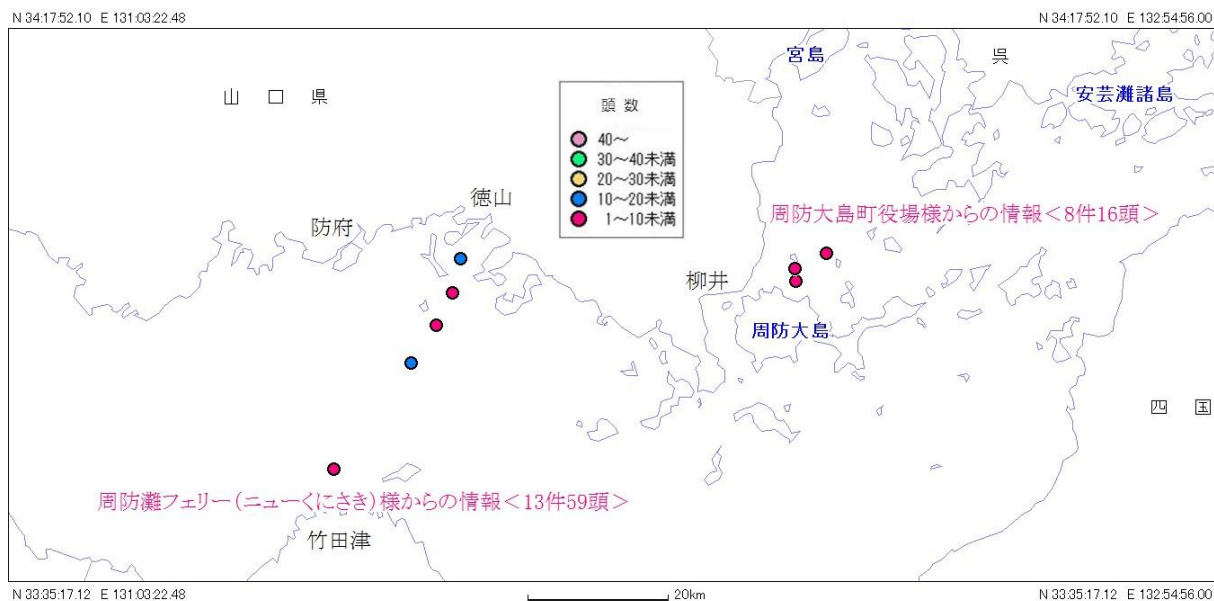 N 34:17:52.10 E 131:03:22.48
N 34:17:52.10 E 132:54:56.00
宮島
呉
山 口 県
安芸灘諸島
頭 数
40~
30~40未満
20~30未満
10~20未満
1~10未満
徳山
防府
周防大島町役場様からの情報<8件16頭>
柳井
周防大島
四 国
周防灘フェリー(ニューくにさき)様からの情報<13件59頭>
竹田津
N 33:35:17.12 E 131:03:22.48
20km
N 33:35:17.12 E 132:54:56.00